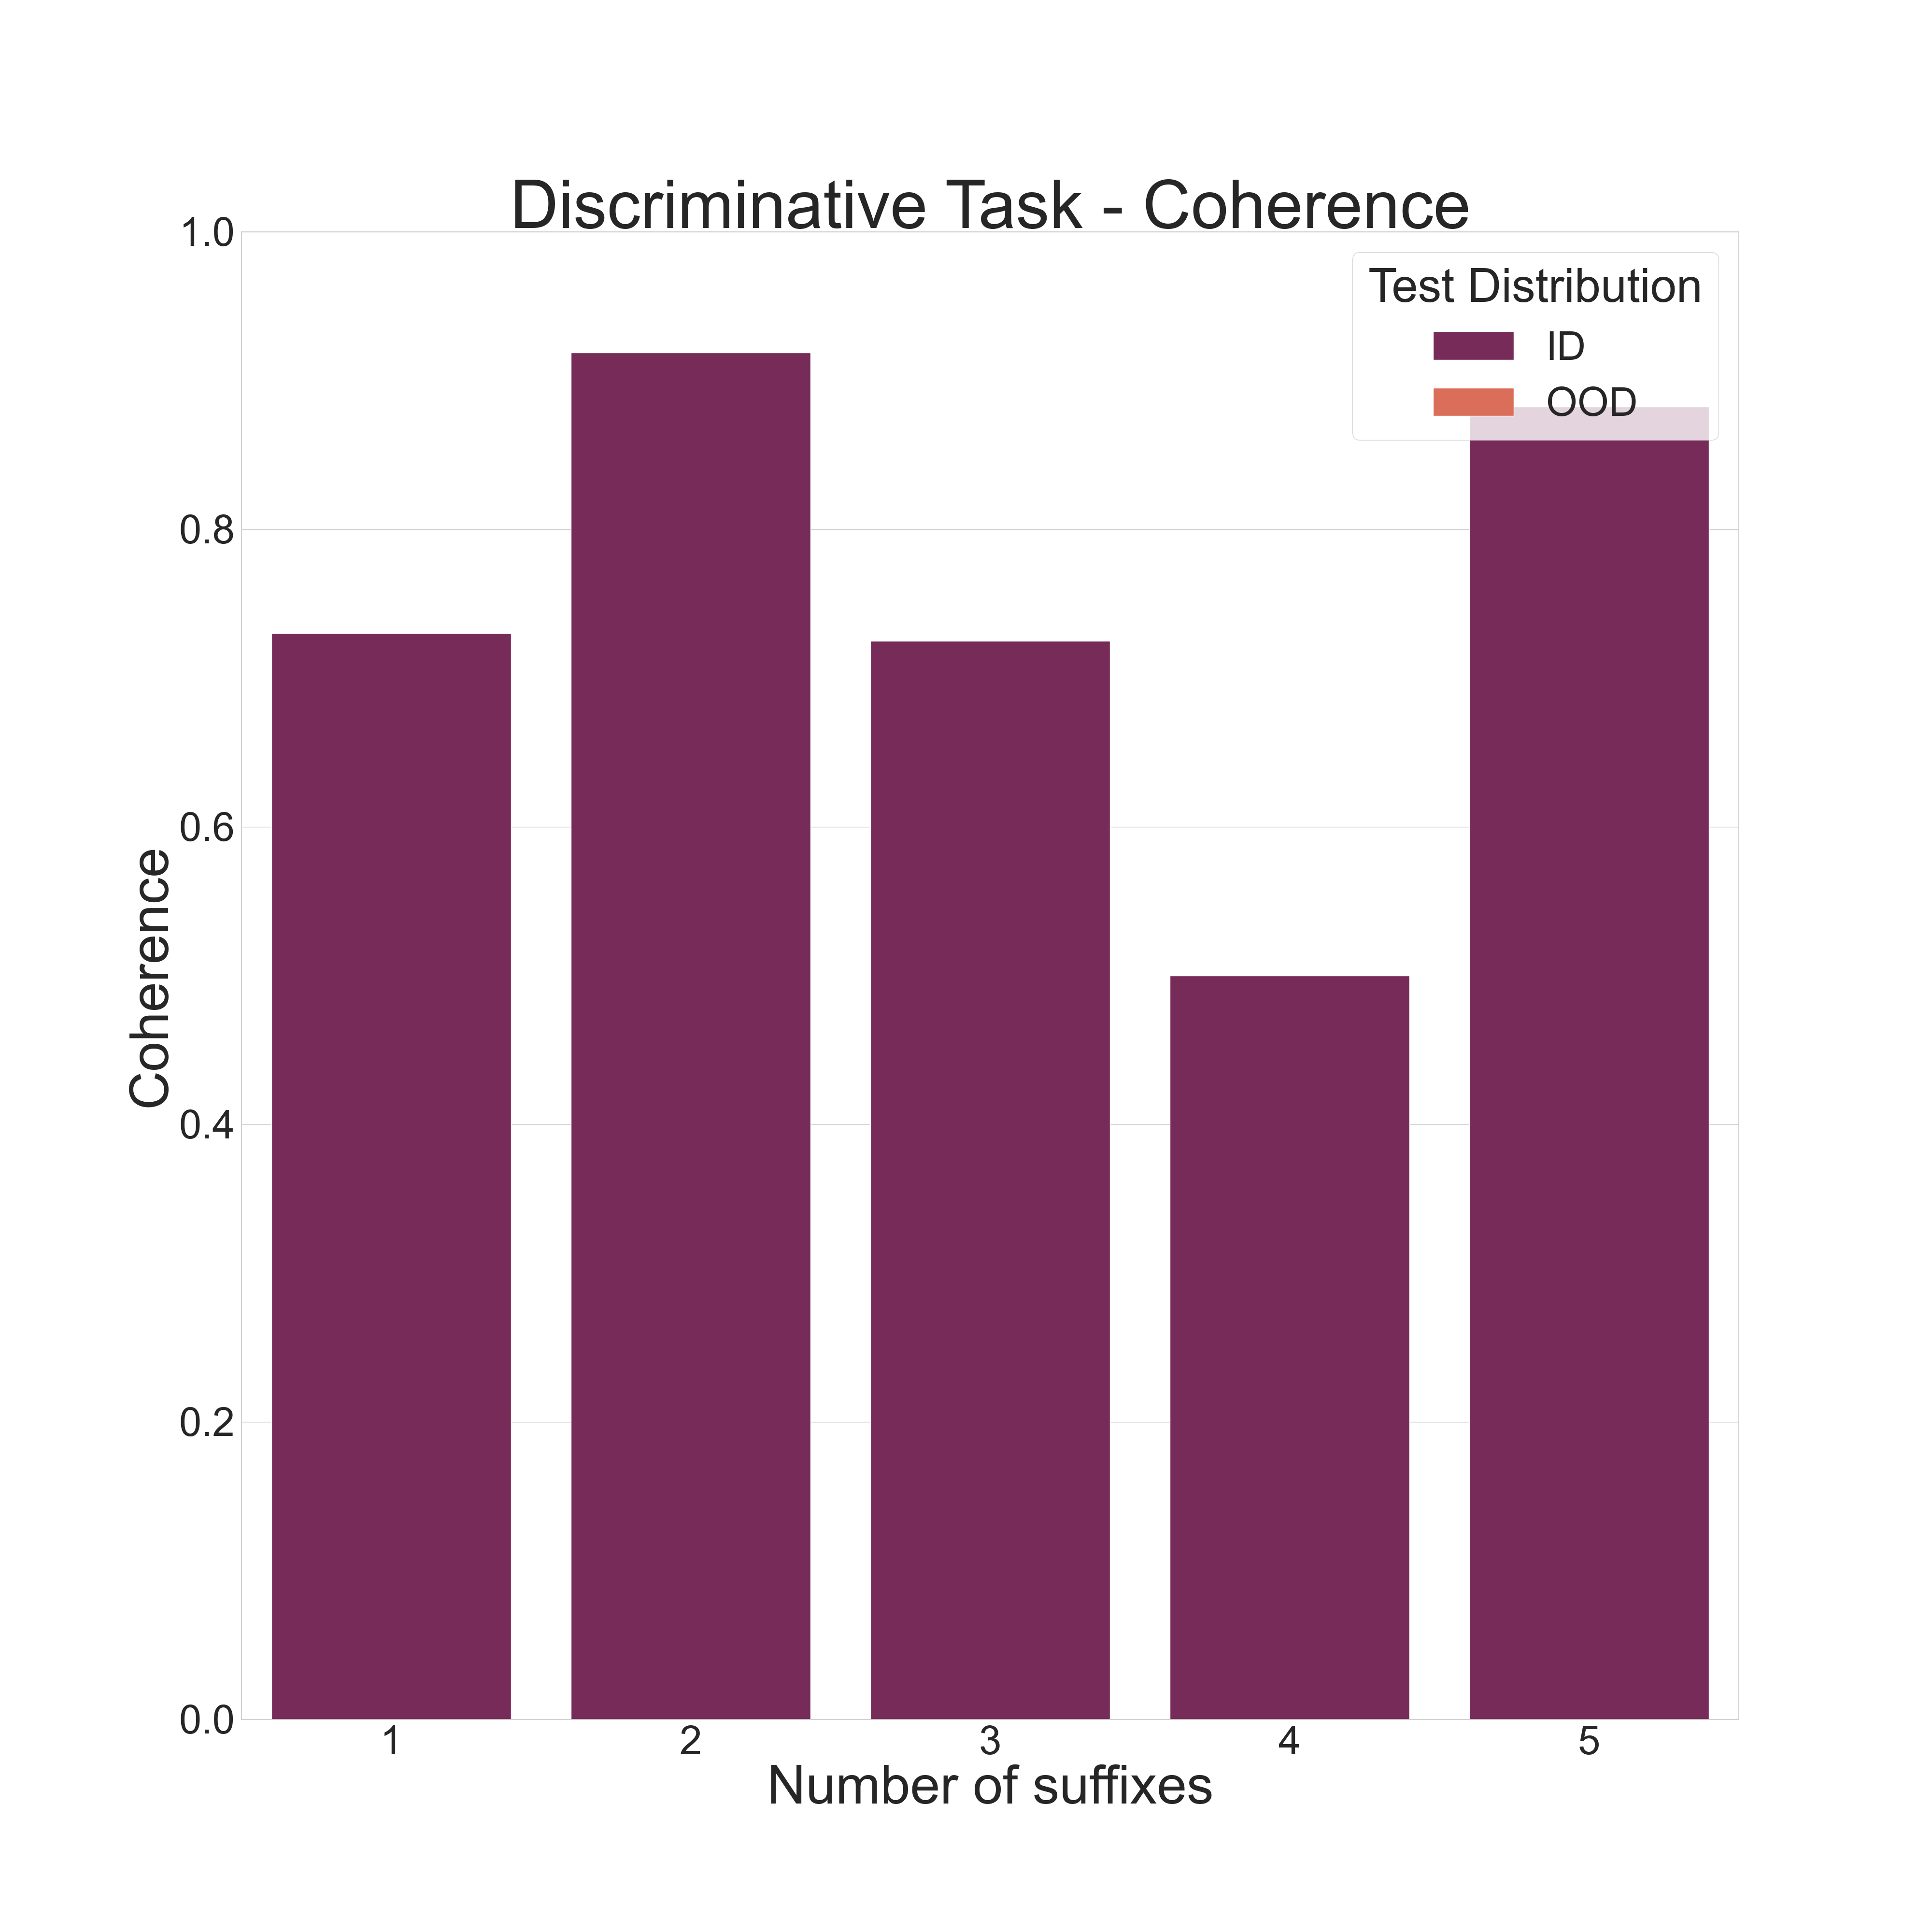 Discriminative Task - Coherence
Test Distribution
ID
OOD
1.0
0.8
0.6
0.4
0.2
0.0
Coherence
1 2 3 4 5
Number of suffixes